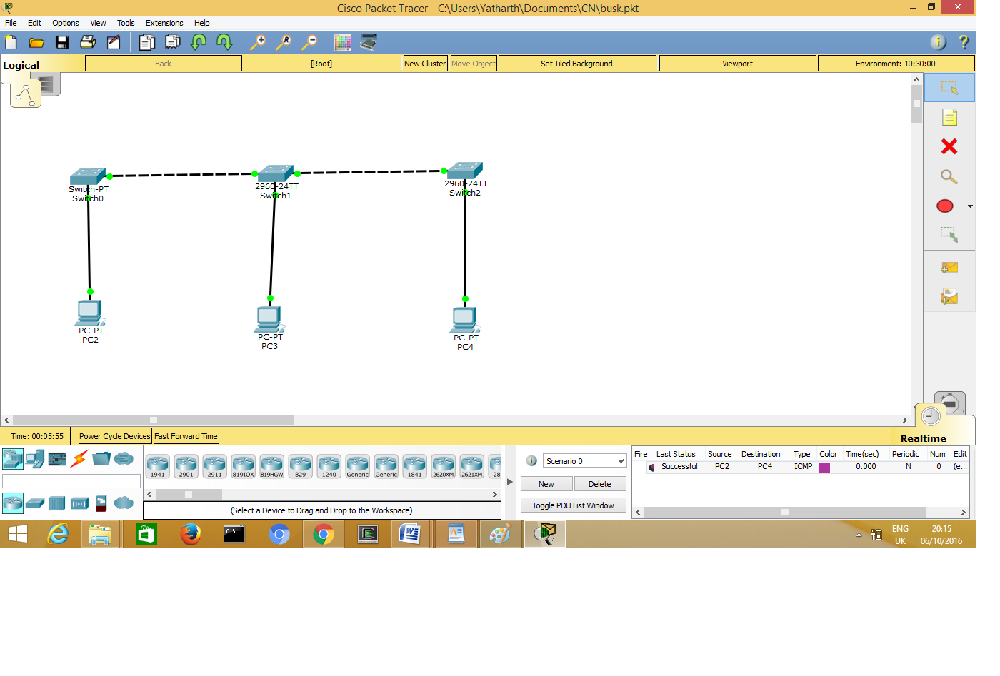 Cisco Packet Tracer - C:\Users\Yatharth\Documents\CN\busk.pkt
File Edit Options View Tools Extensions Help
Logical Back [Root] New Cluster Move Object Set Tiled Background Viewport Environment: 10:30:00
Switch-PT
Switch0
2960-24TT
Switch1
2960-24TT
Switch2
PC-PT
PC2
PC-PT
PC3
PC-PT
PC4
Time: 00:05:55 Power Cycle Devices Fast Forward Time
Realtime
1941 2901 2911 819IOX 819HGW 829 1240 Generic Generic 1841 2620XM 2621XM 28
(Select a Device to Drag and Drop to the Workspace)
Scenario 0
New Delete
Toggle PDU List Window
Fire Last Status Source Destination Type Color Time(sec) Periodic Num Edit
Successful PC2 PC4 ICMP 0.000 N 0 (e...
ENG 20:15
UK 06/10/2016